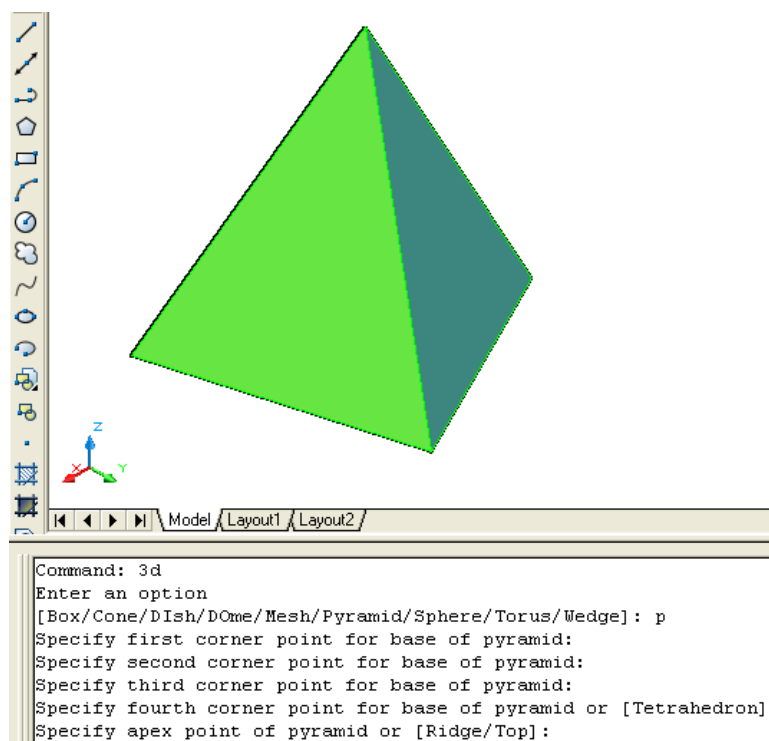 Z
X
Y
Model Layout1 Layout2
Command: 3d
Enter an option
[Box/Cone/DIsh/DOme/Mesh/Pyramid/Sphere/Torus/Wedge]: p
Specify first corner point for base of pyramid:
Specify second corner point for base of pyramid:
Specify third corner point for base of pyramid:
Specify fourth corner point for base of pyramid or [Tetrahedron]
Specify apex point of pyramid or [Ridge/Top]: